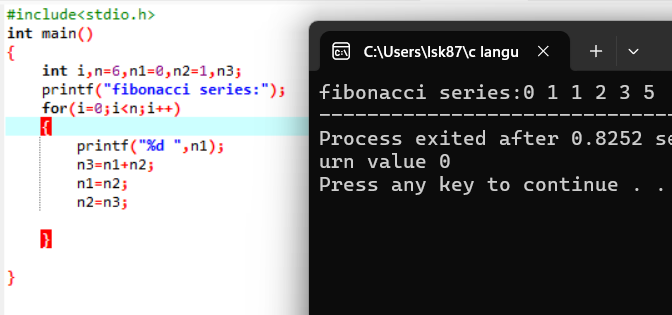 #include<stdio.h>
int main()
{
int i,n=6,n1=0,n2=1,n3;
printf("fibonacci series:");
for(i=0;i<n;i++)
{
printf("%d ",n1);
n3=n1+n2;
n1=n2;
n2=n3;
}
}
C:\Users\lsk87\c langu
fibonacci series:0 1 1 2 3 5
--------------------------------
Process exited after 0.8252 se
urn value 0
Press any key to continue . .